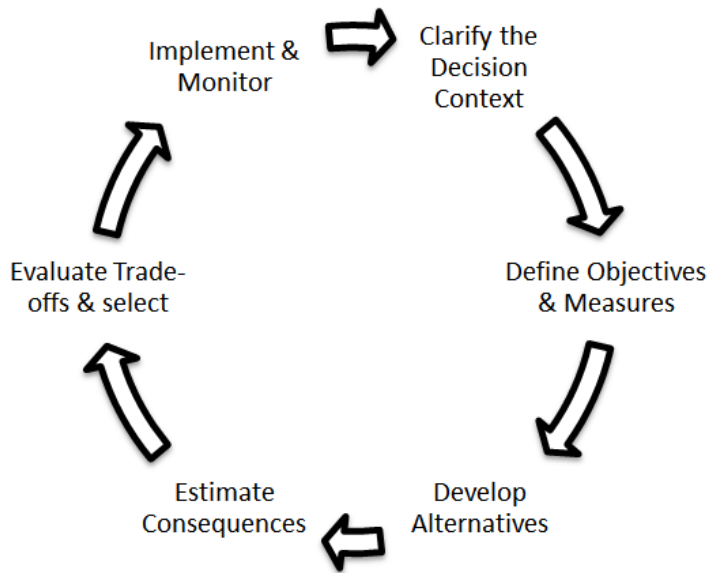 Implement &
Monitor
Clarify the
Decision
Context
Evaluate Trade-
offs & select
Define Objectives
& Measures
Estimate
Consequences
Develop
Alternatives